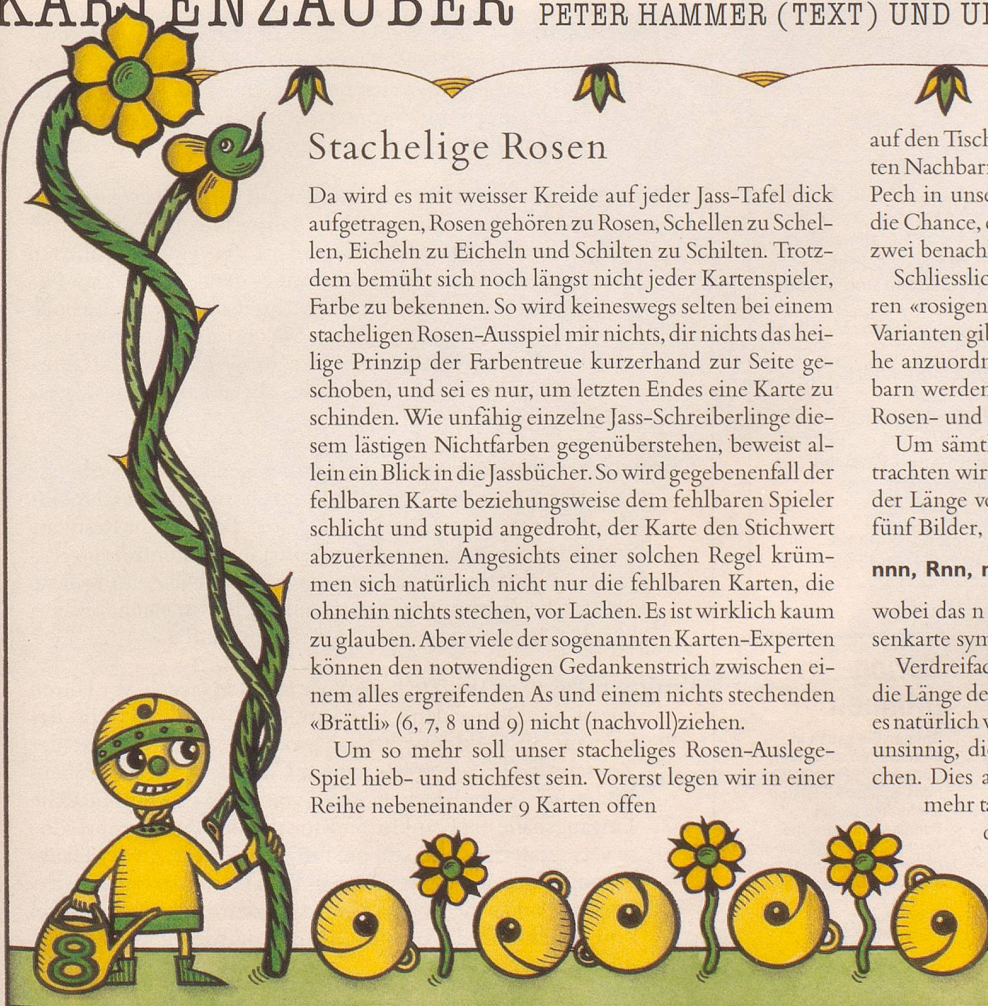 KARTENZAUBER PETER HAMMER (TEXT) UND
Stachelige Rosen
Da wird es mit weisser Kreide auf jeder Jass-Tafel dick
aufgetragen, Rosen gehören zu Rosen, Schellen zu Schel-
len, Eicheln zu Eicheln und Schilten zu Schilten. Trotz-
dem bemüht sich noch längst nicht jeder Kartenspieler,
Farbe zu bekennen. So wird keineswegs selten bei einem
stacheligen Rosen-Ausspiel mir nichts, dir nichts das hei-
lige Prinzip der Farbentreue kurzerhand zur Seite ge-
schoben, und sei es nur, um letzten Endes eine Karte zu
schinden. Wie unfähig einzelne Jass-Schreiberlinge die-
sem lästigen Nichtfarben gegenüberstehen, beweist al-
lein ein Blick in die Jassbücher. So wird gegebenenfall der
fehlbaren Karte beziehungsweise dem fehlbaren Spieler
schlicht und stupid angedroht, der Karte den Stichwert
abzuerkennen. Angesichts einer solchen Regel krüm-
men sich natürlich nicht nur die fehlbaren Karten, die
ohnehin nichts stechen, vor Lachen. Es ist wirklich kaum
zu glauben. Aber viele der sogenannten Karten-Experten
können den notwendigen Gedankenstrich zwischen ei-
nem alles ergreifenden As und einem nichts stechenden
«Brättli» (6, 7, 8 und 9) nicht (nachvoll)ziehen.
Um so mehr soll unser stacheliges Rosen-Auslege-
Spiel hieb- und stichfest sein. Vorerst legen wir in einer
Reihe nebeneinander 9 Karten offen
auf den Tisch
ten Nachbar
Pech in uns
die Chance,
zwei benach
Schliesslic
ren «rosigen
Varianten gi
he anzuord
barn werden
Rosen- und
Um sämt
trachten wir
der Länge v
fünf Bilder,
nnn, Rnn,
wobei das n
senkarte sy
Verdreifac
die Länge de
es natürlich
unsinnig, di
chen. Dies a
mehr t
8